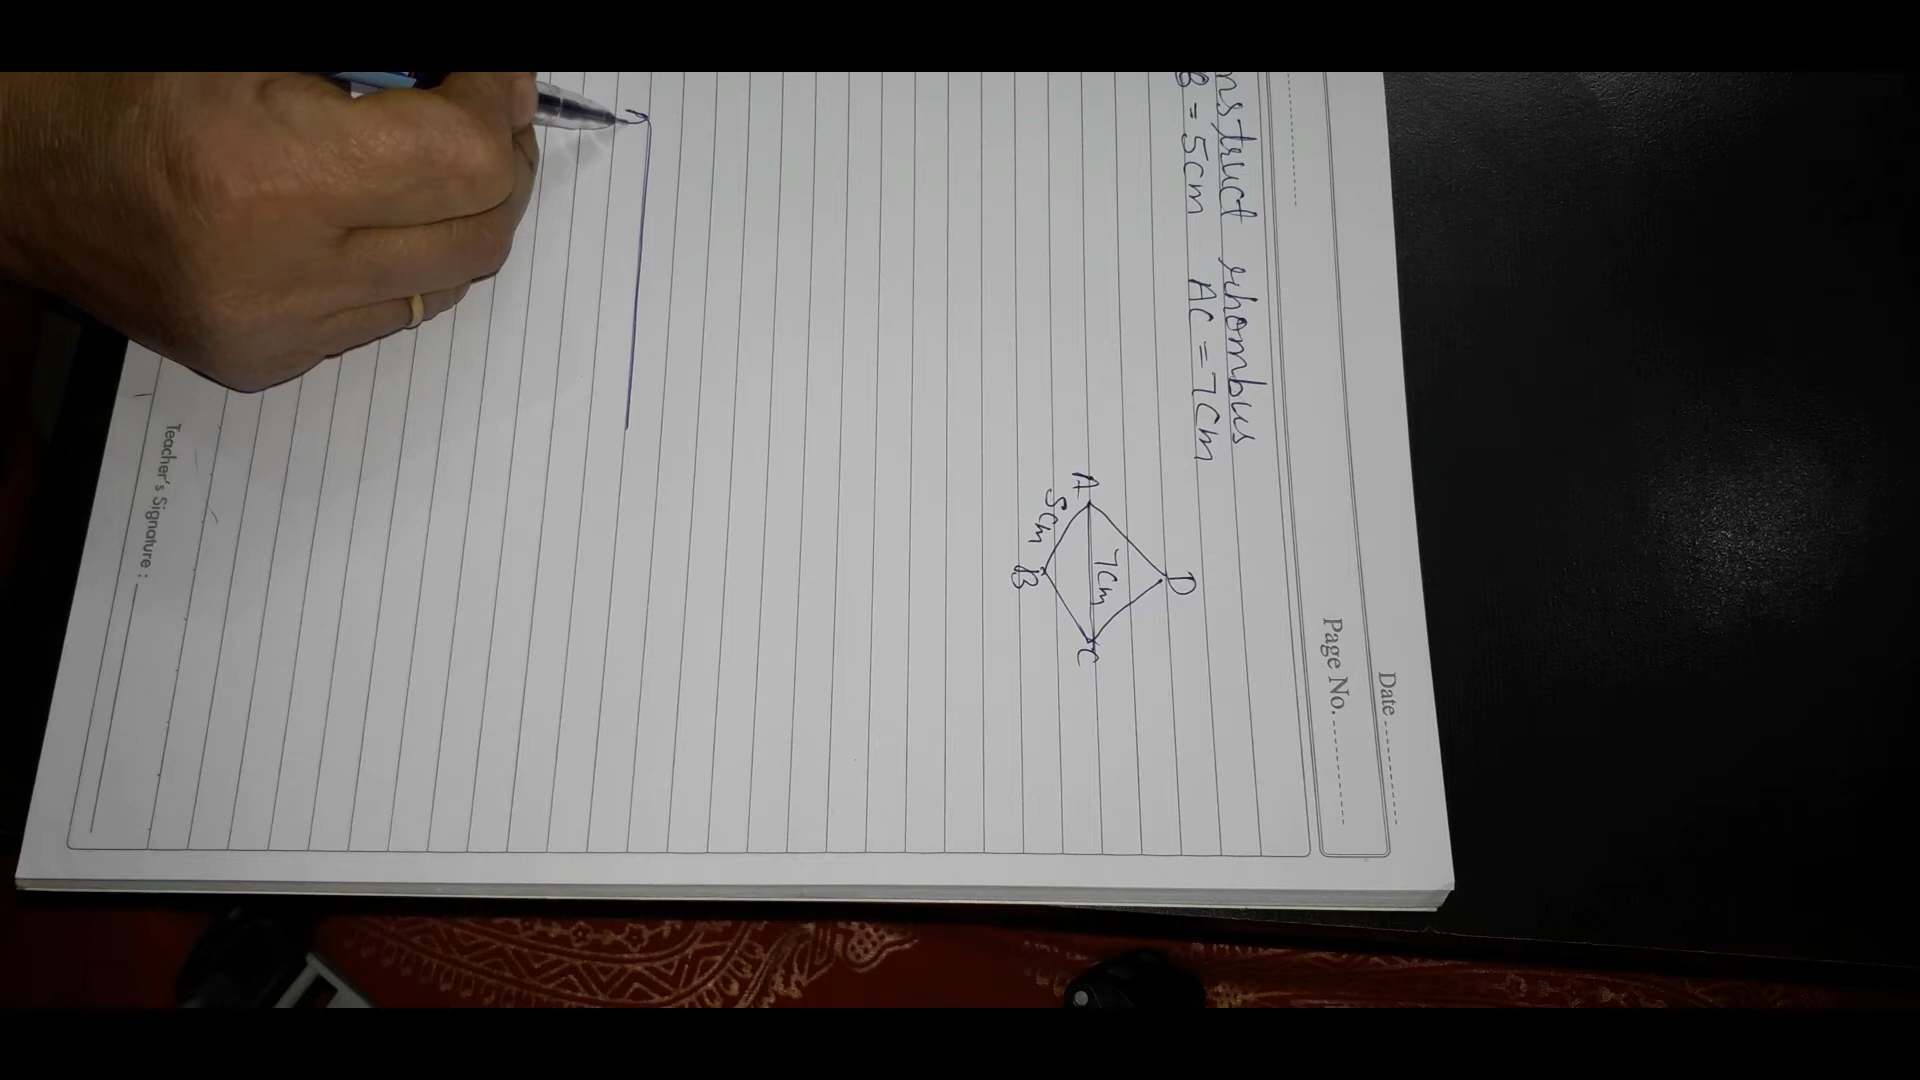 Date
Page No.
nstruct rhombus
B = 5cm AC = 7cm
D
A
7cm
C
5cm
B
A
Teacher's Signature :